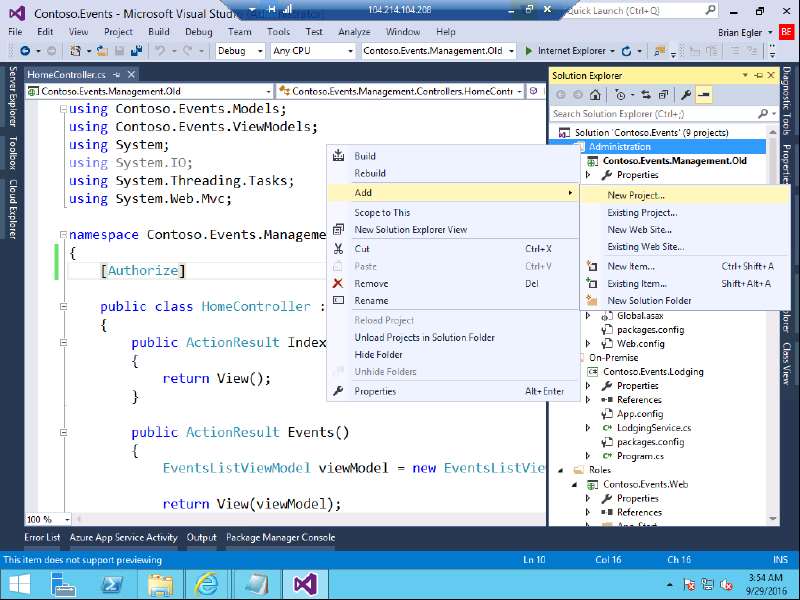 Contoso.Events - Microsoft Visual Stu
104.214.104.208
Quick Launch (Ctrl+Q)
File Edit View Project Build Debug Team Tools Test Analyze Window Help
Brian Egler BE
Debug Any CPU Contoso.Events.Management.Old Internet Explorer
Server Explorer
Toolbox
Cloud Explorer
HomeController.cs
Contoso.Events.Management.Old Contoso.Events.Management.Controllers.HomeContr
using Contoso.Events.Models;
using Contoso.Events.ViewModels;
using System;
using System.IO;
using System.Threading.Tasks;
using System.Web.Mvc;
namespace Contoso.Events.Manageme
{
[Authorize]
public class HomeController :
{
public ActionResult Index
{
return View();
}
public ActionResult Events()
{
EventsListViewModel viewModel = new EventsListVie
return View(viewModel);
100 %
Build
Rebuild
Add
Scope to This
New Solution Explorer View
Cut Ctrl+X
Paste Ctrl+V
Remove Del
Rename
Reload Project
Unload Projects in Solution Folder
Hide Folder
Unhide Folders
Properties Alt+Enter
New Project...
Existing Project...
New Web Site...
Existing Web Site...
New Item... Ctrl+Shift+A
Existing Item... Shift+Alt+A
New Solution Folder
Solution Explorer
Search Solution Explorer (Ctrl+;)
Solution 'Contoso.Events' (9 projects)
Administration
Contoso.Events.Management.Old
Properties
Global.asax
packages.config
Web.config
On-Premise
Contoso.Events.Lodging
Properties
References
App.config
LodgingService.cs
packages.config
Program.cs
Roles
Contoso.Events.Web
Properties
References
Diagnostic Tools
Properties
Class View
Error List Azure App Service Activity Output Package Manager Console
This item does not support previewing Ln 10 Col 16 Ch 16 INS
3:54 AM
9/29/2016